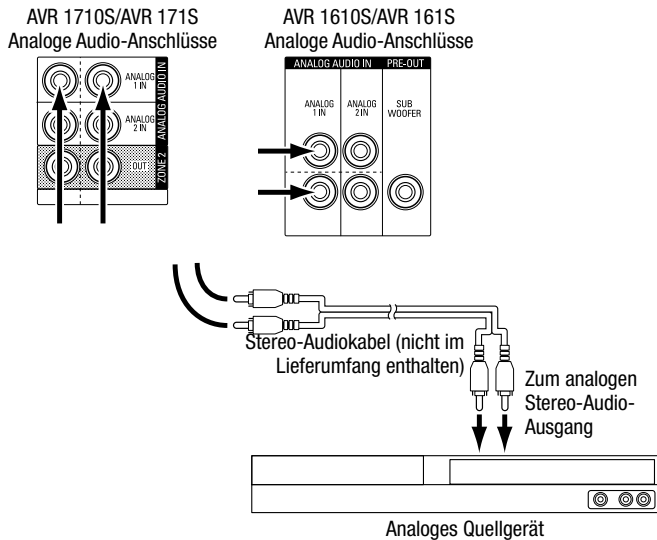 AVR 1710S/AVR 171S
Analoge Audio-Anschlüsse
ANALOG
1 IN
ANALOG
2 IN
OUT
ANALOG AUDIO IN
ZONE 2
AVR 1610S/AVR 161S
Analoge Audio-Anschlüsse
ANALOG AUDIO IN
PRE-OUT
ANALOG
1 IN
ANALOG
2 IN
SUB
WOOFER
Stereo-Audiokabel (nicht im
Lieferumfang enthalten)
Zum analogen
Stereo-Audio-
Ausgang
Analoges Quellgerät